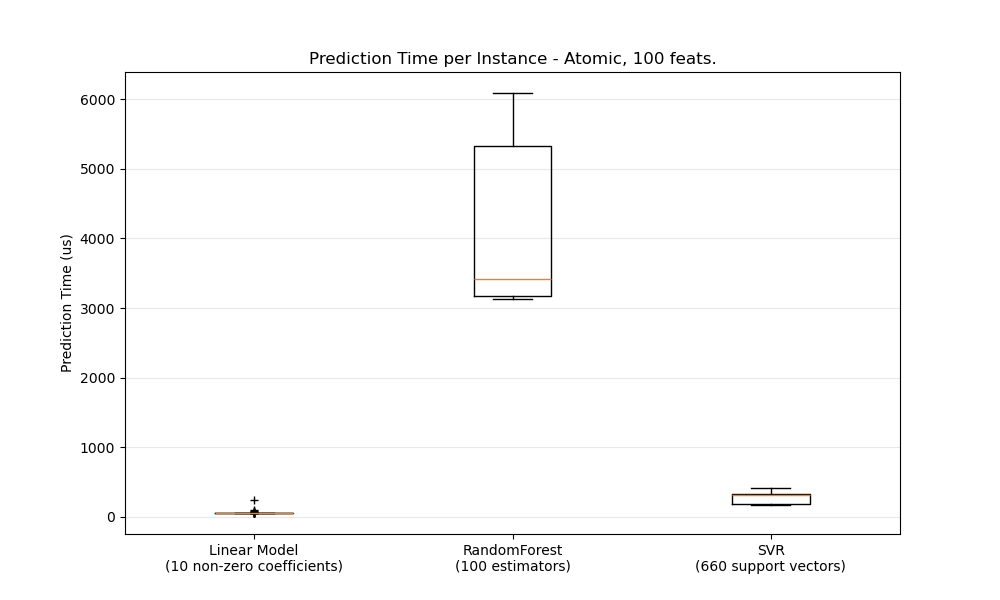 Prediction Time per Instance - Atomic, 100 feats.
Prediction Time (us)
6000
5000
4000
3000
2000
1000
0
Linear Model
(10 non-zero coefficients)
RandomForest
(100 estimators)
SVR
(660 support vectors)